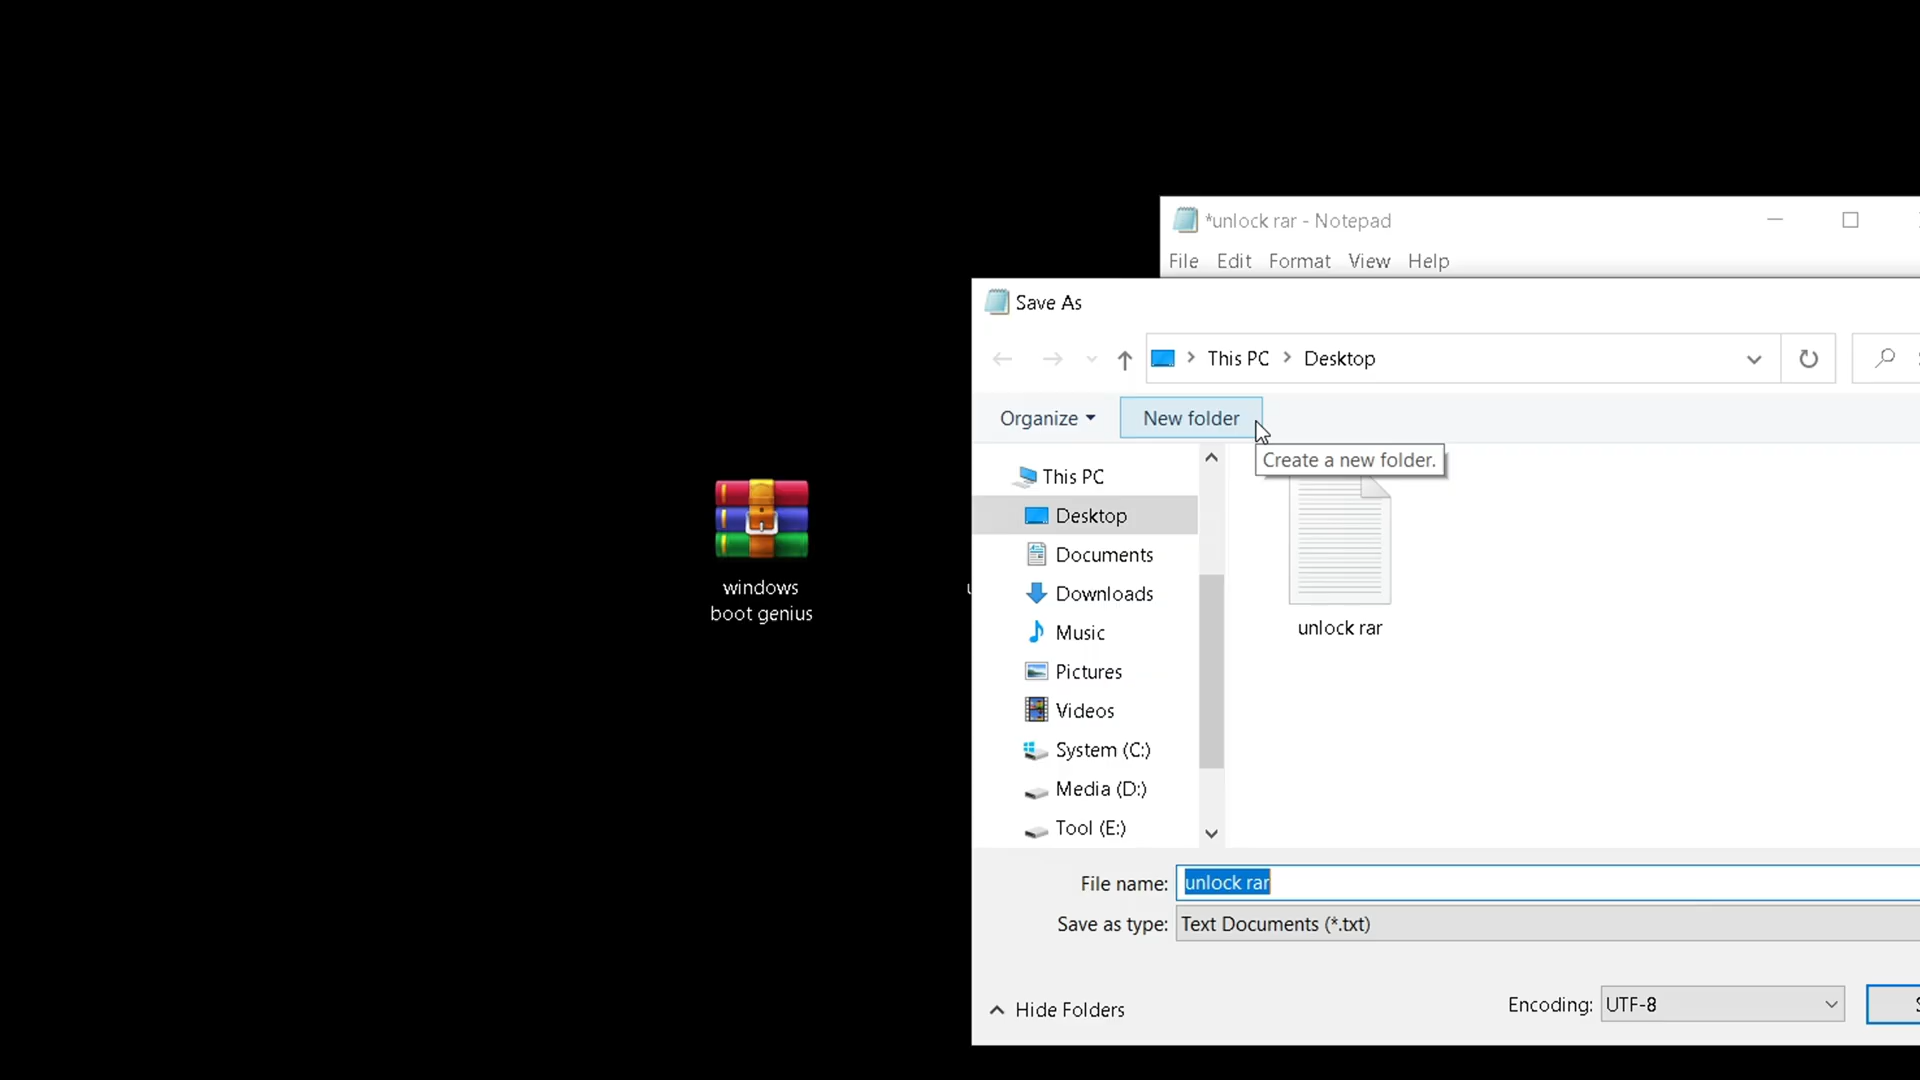 *unlock rar - Notepad
File Edit Format View Help
Save As
This PC Desktop
Organize New folder
Create a new folder.
This PC
Desktop
Documents
Downloads
Music
Pictures
Videos
System (C:)
Media (D:)
Tool (E:)
unlock rar
windows
boot genius
File name: unlock rar
Save as type: Text Documents (*.txt)
Hide Folders
Encoding: UTF-8